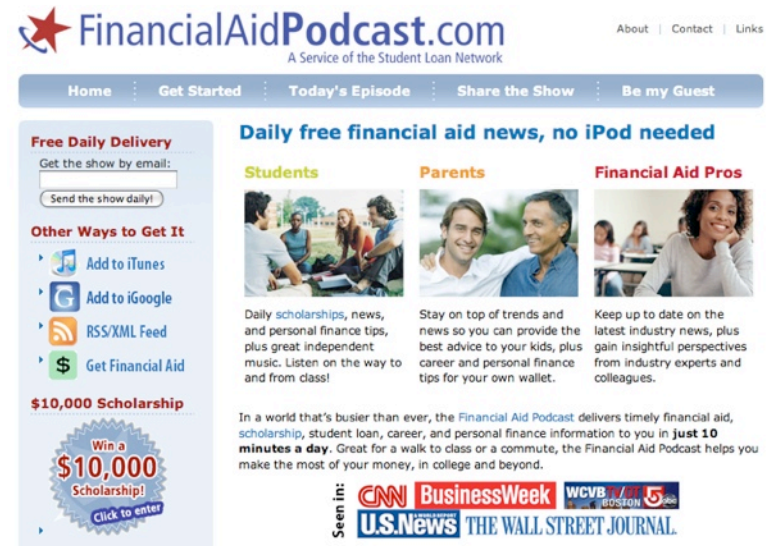 FinancialAidPodcast.com
A Service of the Student Loan Network
About | Contact | Links
Home Get Started Today's Episode Share the Show Be my Guest
Free Daily Delivery
Get the show by email:
Send the show daily!
Other Ways to Get It
Add to iTunes
G Add to iGoogle
RSS/XML Feed
$ Get Financial Aid
$10,000 Scholarship
Win a
$10,000
Scholarship!
Click to enter
Daily free financial aid news, no iPod needed
Students
Daily scholarships, news,
and personal finance tips,
plus great independent
music. Listen on the way to
and from class!
Parents
Stay on top of trends and
news so you can provide the
best advice to your kids, plus
career and personal finance
tips for your own wallet.
Financial Aid Pros
Keep up to date on the
latest industry news, plus
gain insightful perspectives
from industry experts and
colleagues.
In a world that's busier than ever, the Financial Aid Podcast delivers timely financial aid,
scholarship, student loan, career, and personal finance information to you in just 10
minutes a day. Great for a walk to class or a commute, the Financial Aid Podcast helps you
make the most of your money, in college and beyond.
Seen in:
CNN BusinessWeek WCVB TV/DT BOSTON 5 abc
U.S.News & WORLD REPORT THE WALL STREET JOURNAL.